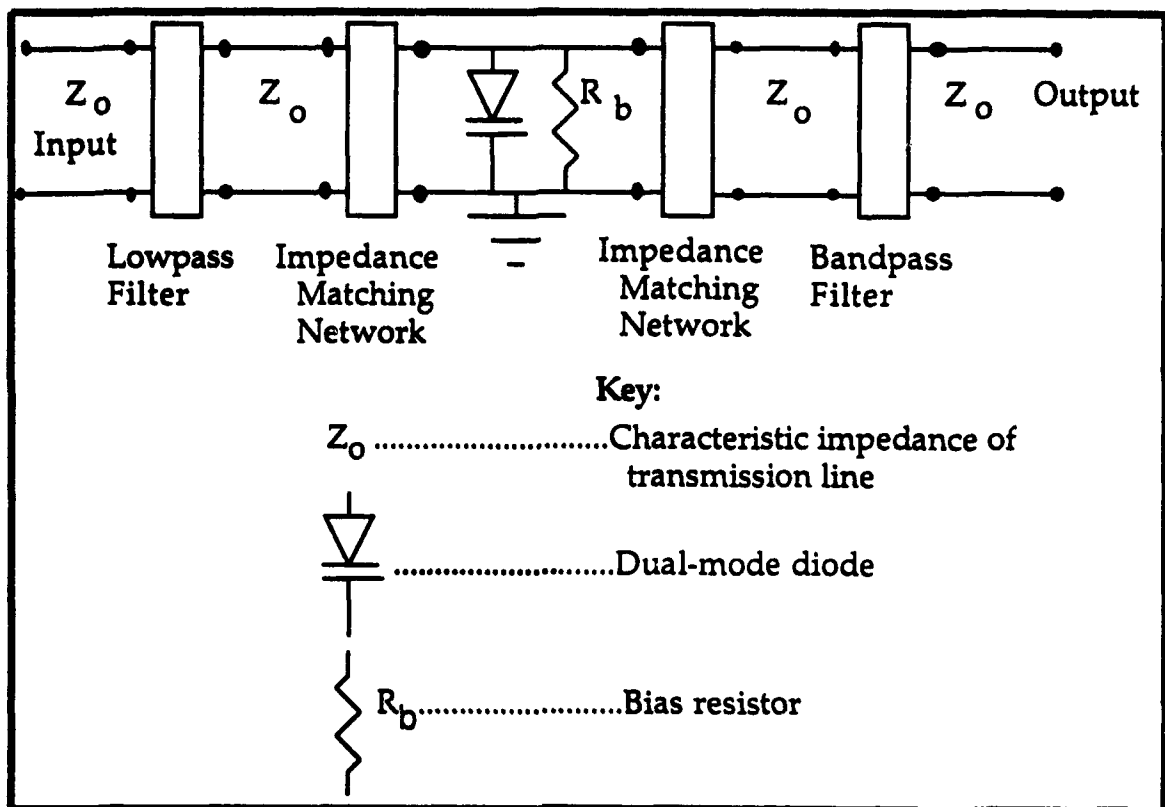 Z o Z o R b Z o Z o Output
Input
Lowpass Filter
Impedance Matching Network
Impedance Matching Network
Bandpass Filter
Key:
Z o ............................Characteristic impedance of
transmission line
............................Dual-mode diode
R b..........................Bias resistor